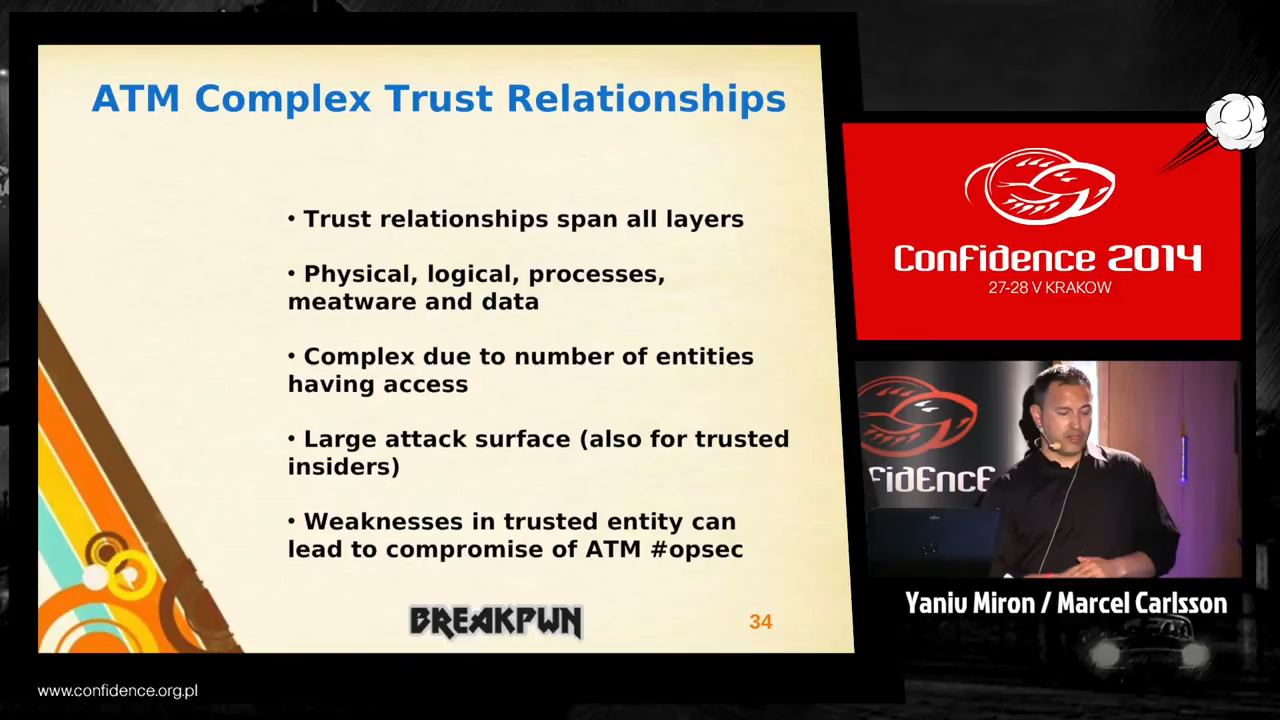 ATM Complex Trust Relationships
• Trust relationships span all layers
• Physical, logical, processes,
meatware and data
• Complex due to number of entities
having access
• Large attack surface (also for trusted
insiders)
• Weaknesses in trusted entity can
lead to compromise of ATM #opsec
BREAKPWN
34
www.confidence.org.pl
ConFidence 2014
27-28 V KRAKOW
FidEncE
Yaniv Miron / Marcel Carlsson